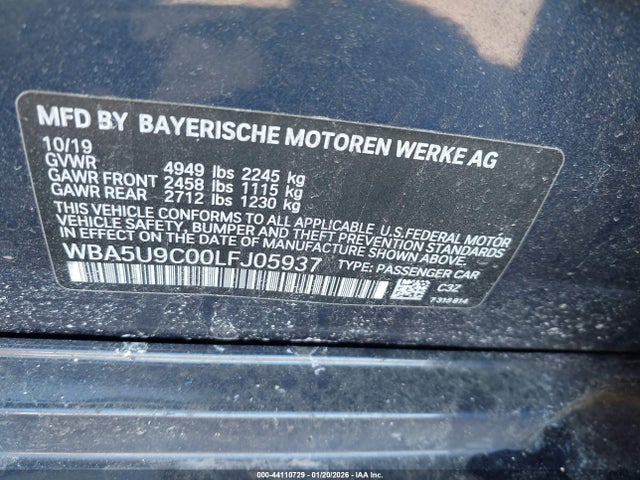 MFD BY BAYERISCHE MOTOREN WERKE AG
10/19
GVWR 4949 lbs 2245 kg
GAWR FRONT 2458 lbs 1115 kg
GAWR REAR 2712 lbs 1230 kg
THIS VEHICLE CONFORMS TO ALL APPLICABLE U.S.FEDERAL MOTOR
VEHICLE SAFETY, BUMPER AND THEFT PREVENTION STANDARDS
IN EFFECT ON THE DATE OF MANUFACTURE SHOWN ABOVE.
WBA5U9C00LFJ05937 TYPE: PASSENGER CAR
C3Z
7315814
000-44110729 - 01/20/2026 - IAA Inc.